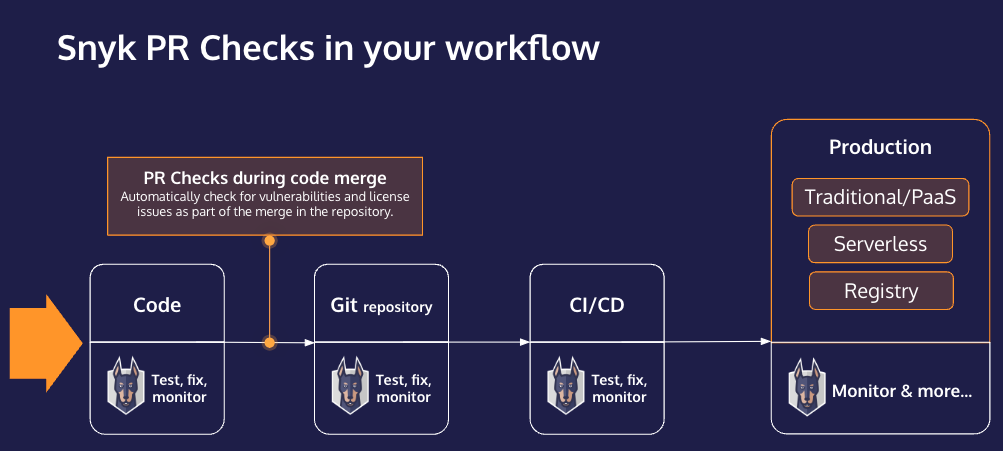 Snyk PR Checks in your workflow
PR Checks during code merge
Automatically check for vulnerabilities and license
issues as part of the merge in the repository.
Code
Test, fix,
monitor
Git repository
Test, fix,
monitor
CI/CD
Test, fix,
monitor
Production
Traditional/PaaS
Serverless
Registry
Monitor & more...